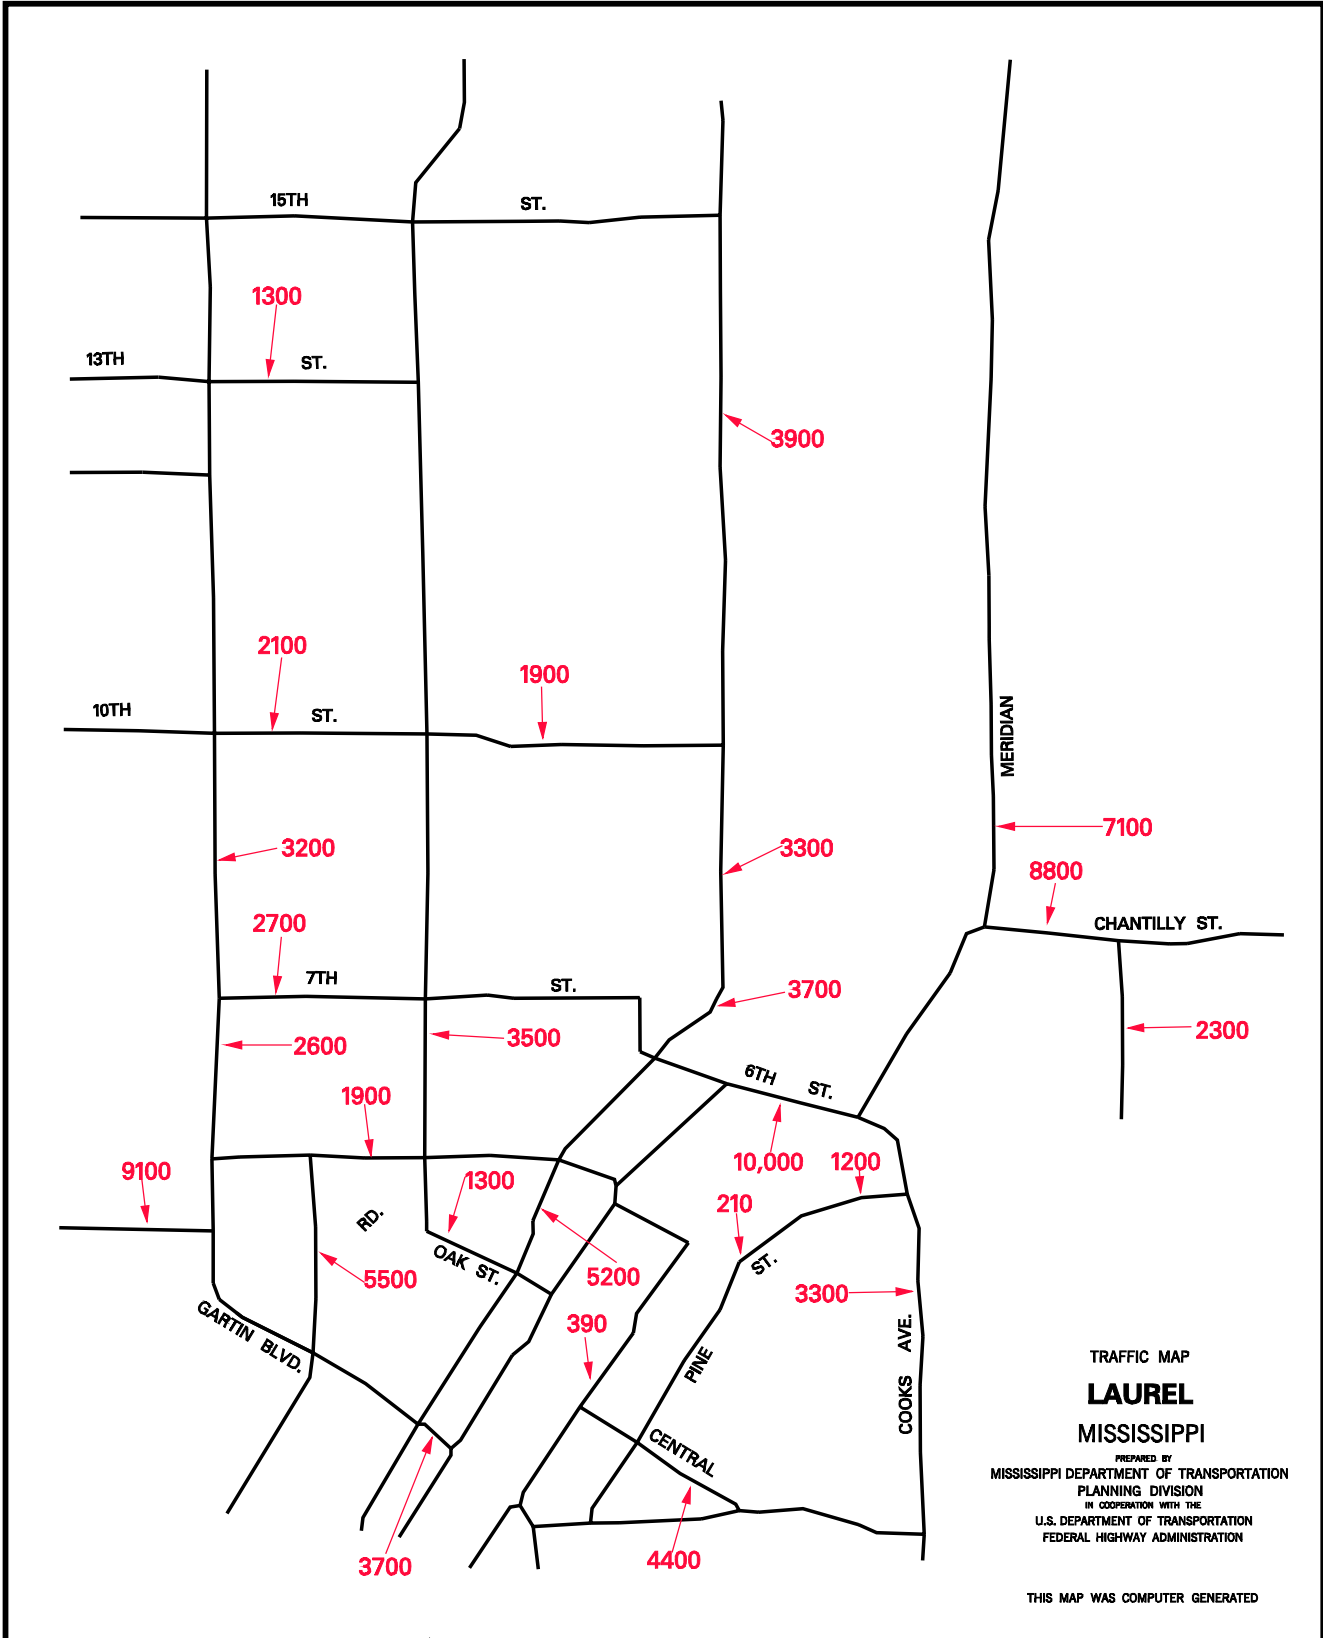 15TH ST.
1300
13TH ST.
3900
2100
1900
10TH ST.
MERIDIAN
7100
3200
3300
8800
2700
CHANTILLY ST.
7TH ST.
3700
2300
3500
2600
6TH ST.
1900
10,000
1200
9100
1300
210
RD.
OAK ST.
ST.
5500
5200
3300
GARTIN BLVD.
390
PINE
COOKS AVE.
CENTRAL
3700
4400
TRAFFIC MAP
LAUREL
MISSISSIPPI
PREPARED BY
MISSISSIPPI DEPARTMENT OF TRANSPORTATION
PLANNING DIVISION
IN COOPERATION WITH THE
U.S. DEPARTMENT OF TRANSPORTATION
FEDERAL HIGHWAY ADMINISTRATION
THIS MAP WAS COMPUTER GENERATED